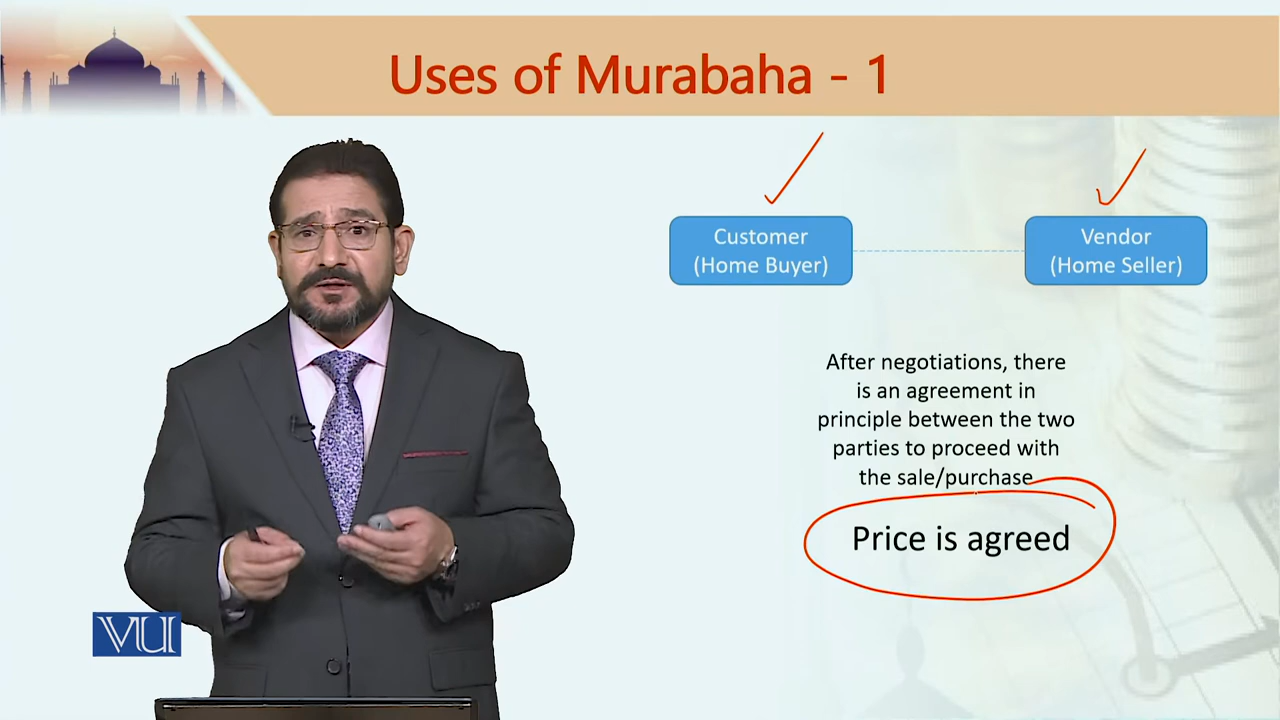 Uses of Murabaha - 1
Customer
(Home Buyer)
Vendor
(Home Seller)
After negotiations, there
is an agreement in
principle between the two
parties to proceed with
the sale/purchase
Price is agreed
VU